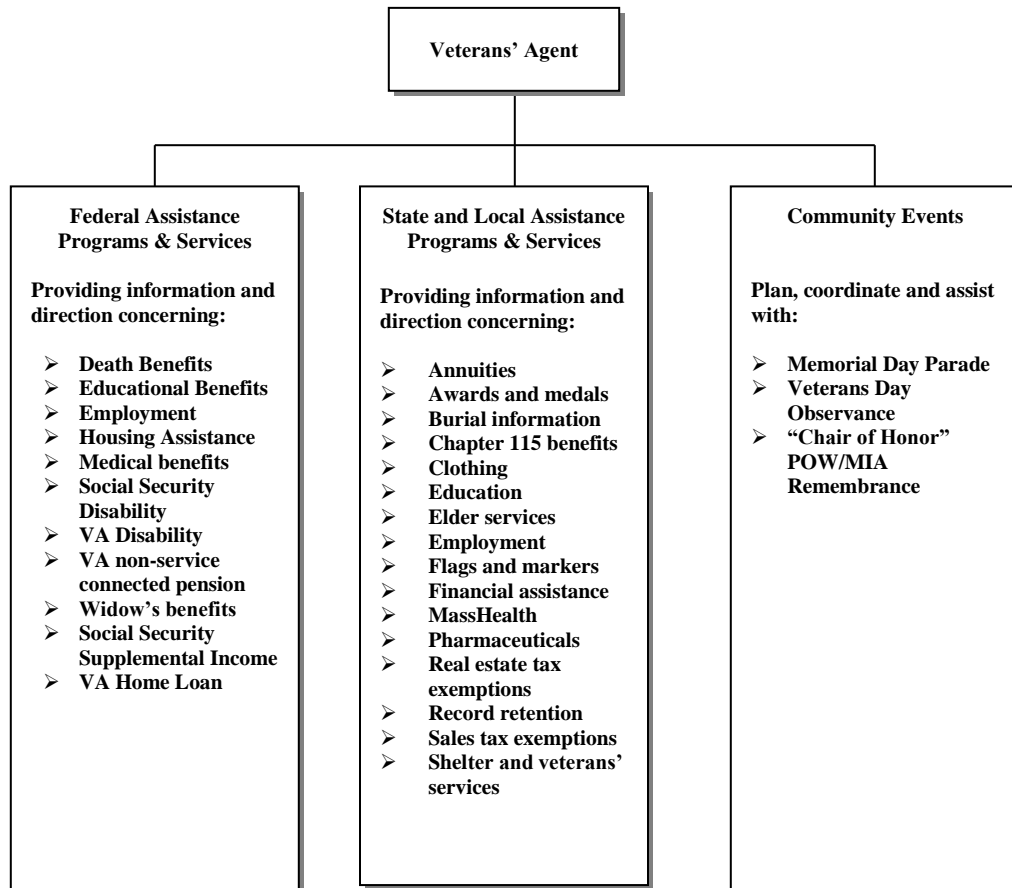 Veterans’ Agent
Federal Assistance
Programs & Services
Providing information and
direction concerning:
➢ Death Benefits
➢ Educational Benefits
➢ Employment
➢ Housing Assistance
➢ Medical benefits
➢ Social Security
Disability
➢ VA Disability
➢ VA non-service
connected pension
➢ Widow’s benefits
➢ Social Security
Supplemental Income
➢ VA Home Loan
State and Local Assistance
Programs & Services
Providing information and
direction concerning:
➢ Annuities
➢ Awards and medals
➢ Burial information
➢ Chapter 115 benefits
➢ Clothing
➢ Education
➢ Elder services
➢ Employment
➢ Flags and markers
➢ Financial assistance
➢ MassHealth
➢ Pharmaceuticals
➢ Real estate tax
exemptions
➢ Record retention
➢ Sales tax exemptions
➢ Shelter and veterans’
services
Community Events
Plan, coordinate and assist
with:
➢ Memorial Day Parade
➢ Veterans Day
Observance
➢ “Chair of Honor”
POW/MIA
Remembrance